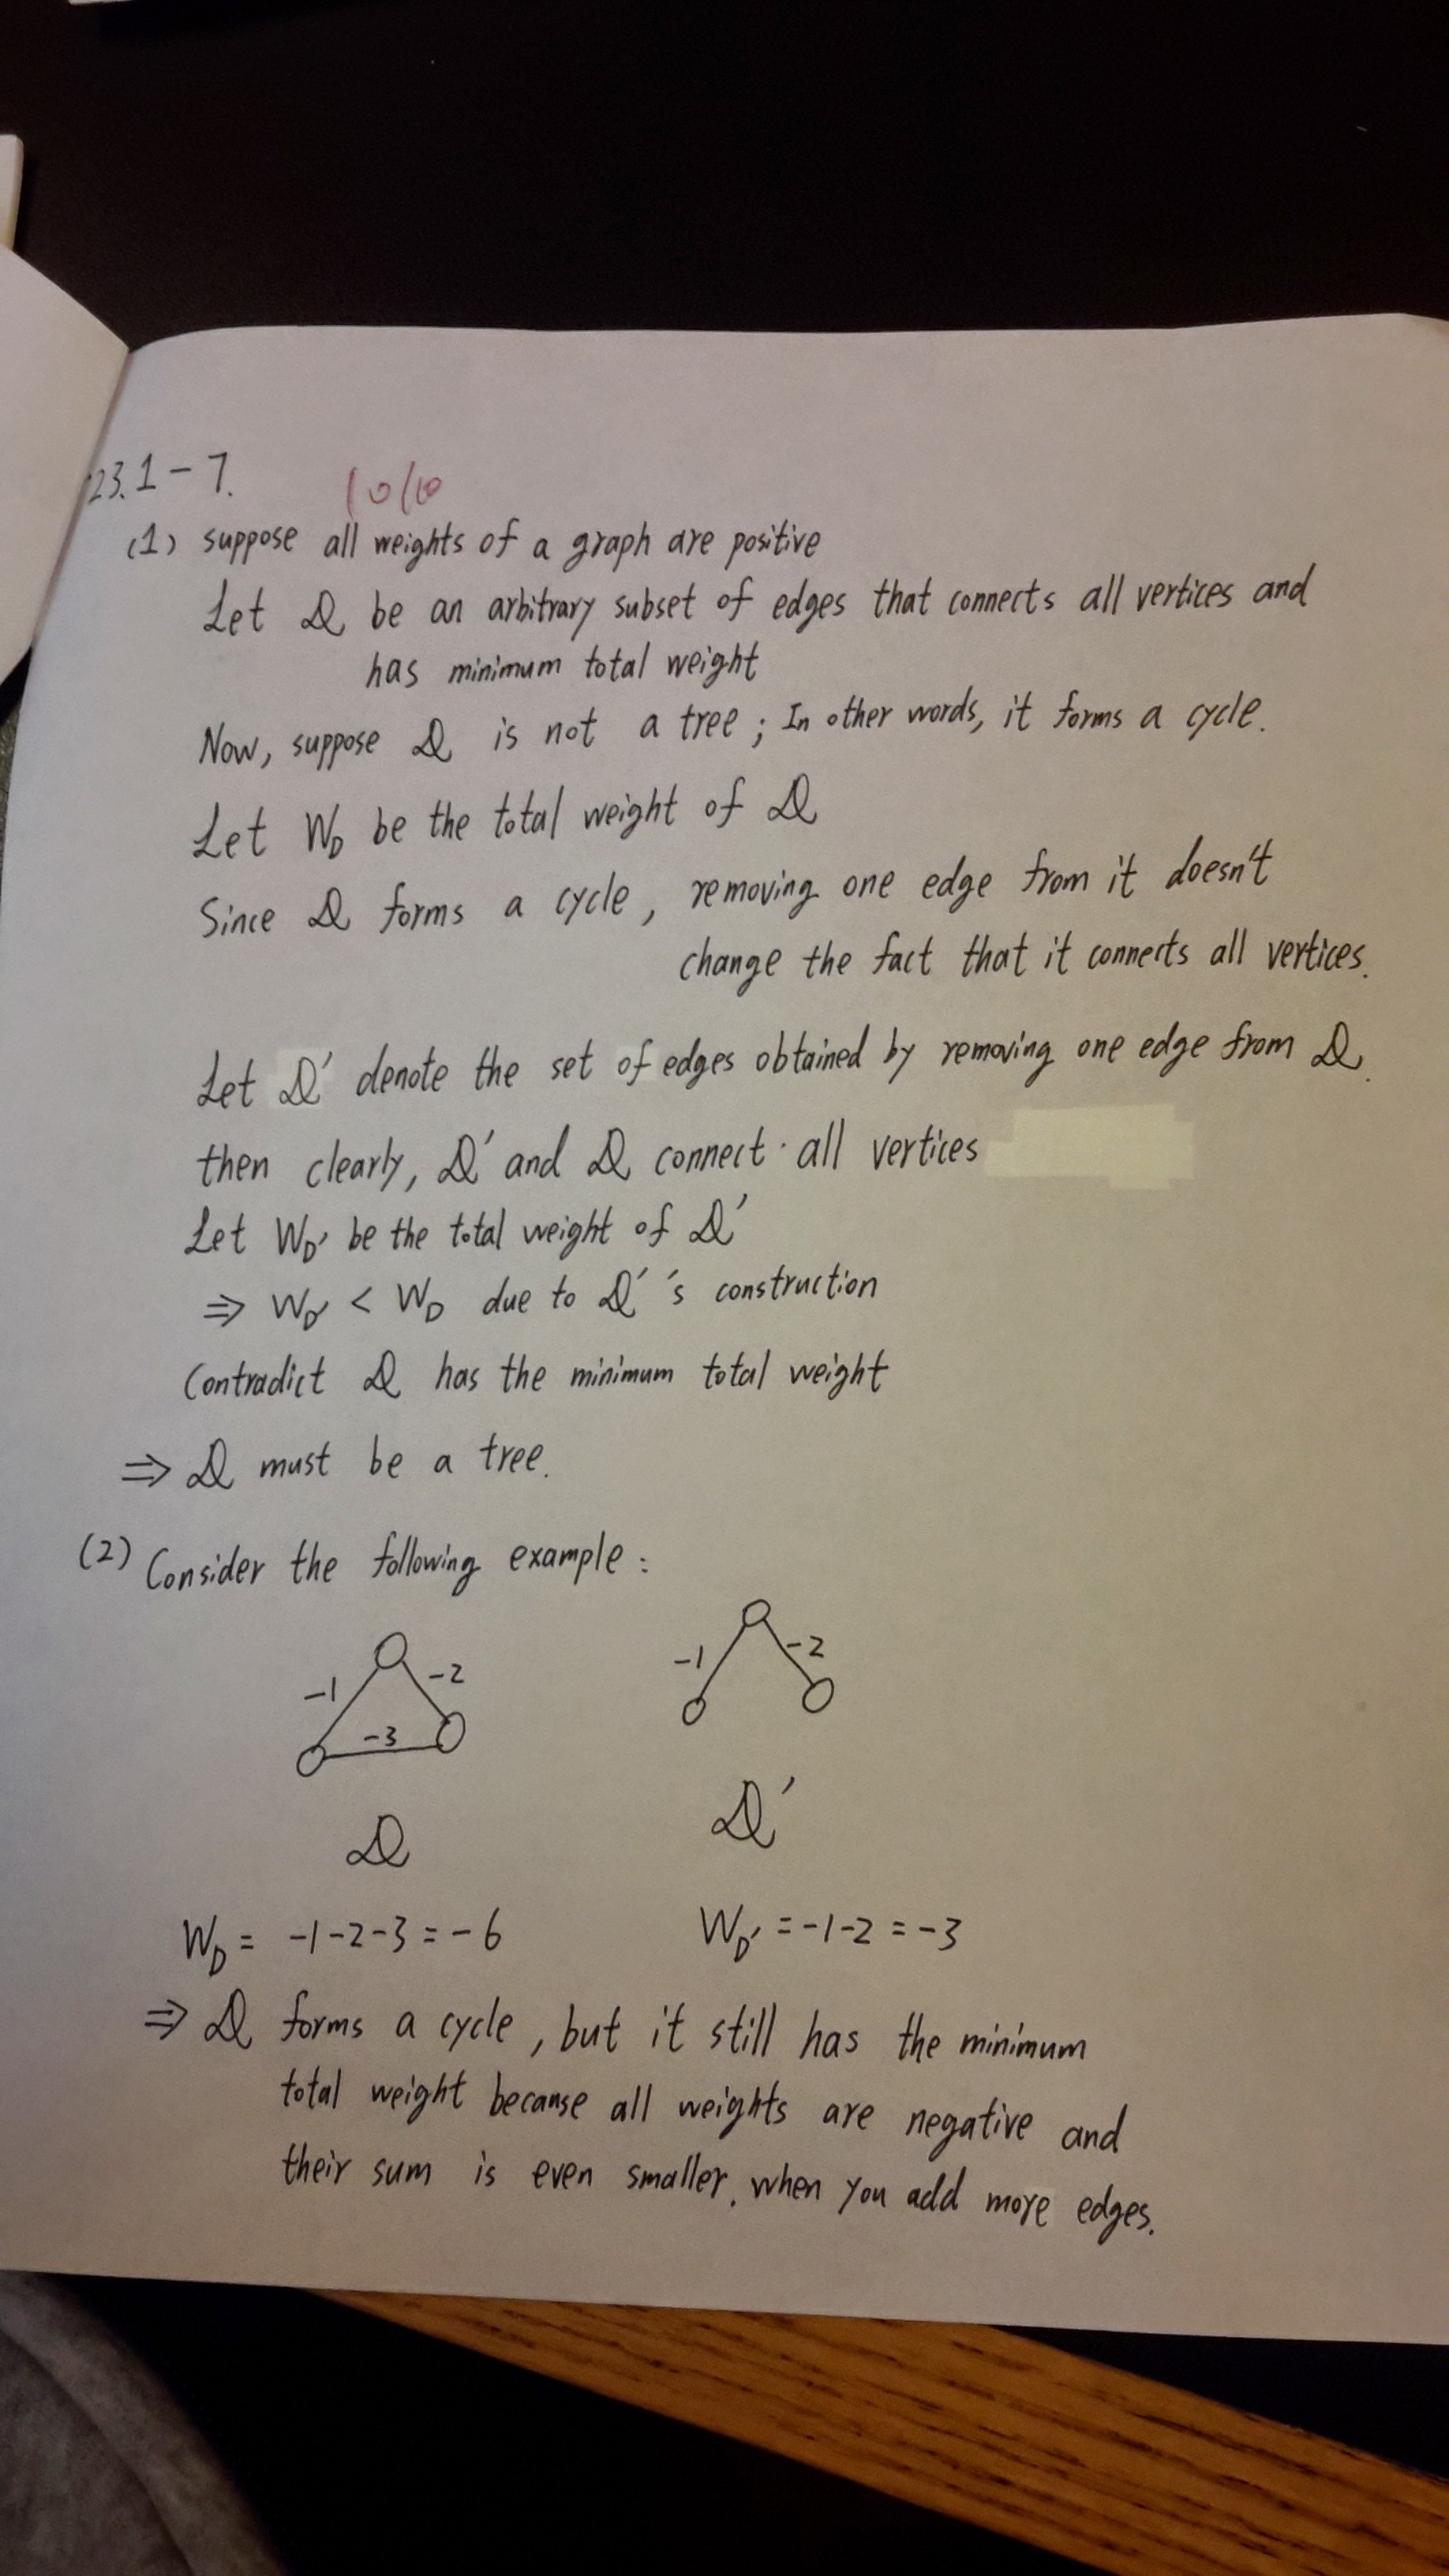 23.1-7.
10/10
(1) suppose all weights of a graph are positive
Let D be an arbitrary subset of edges that connects all vertices and
has minimum total weight
Now, suppose D is not a tree; In other words, it forms a cycle.
Let W_D be the total weight of D
Since D forms a cycle, removing one edge from it doesn't
change the fact that it connects all vertices.
Let D' denote the set of edges obtained by removing one edge from D.
then clearly, D' and D connect all vertices
Let W_D' be the total weight of D'
⇒ W_D' < W_D due to D''s construction
Contradict D has the minimum total weight
⇒ D must be a tree.
(2) Consider the following example:
-1 -2 -1 -2
-3
D D'
W_D = -1-2-3 = -6 W_D' = -1-2 = -3
⇒ D forms a cycle, but it still has the minimum
total weight because all weights are negative and
their sum is even smaller. when you add more edges.